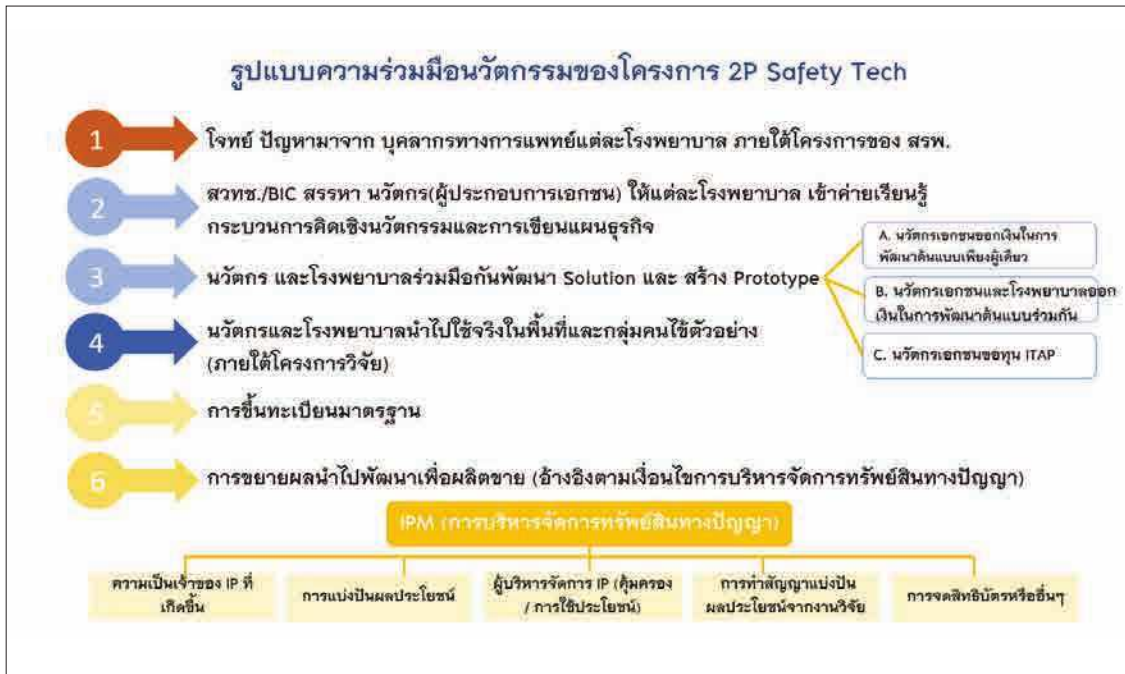 รูปแบบความร่วมมือนวัตกรรมของโครงการ 2P Safety Tech
1
โจทย์ ปัญหามาจาก บุคลากรทางการแพทย์แต่ละโรงพยาบาล ภายใต้โครงการของ สรพ.
2
สวทช./BIC สรรหา นวัตกร(ผู้ประกอบการเอกชน) ให้แต่ละโรงพยาบาล เข้าค่ายเรียนรู้
กระบวนการคิดเชิงนวัตกรรมและการเขียนแผนธุรกิจ
3
นวัตกร และโรงพยาบาลร่วมมือกันพัฒนา Solution และ สร้าง Prototype
A. นวัตกรเอกชนออกเงินในการ
พัฒนาต้นแบบเพียงผู้เดียว
B. นวัตกรเอกชนและโรงพยาบาลออก
เงินในการพัฒนาต้นแบบร่วมกัน
C. นวัตกรเอกชนขอทุน ITAP
4
นวัตกรและโรงพยาบาลนำไปใช้จริงในพื้นที่และกลุ่มคนไข้ตัวอย่าง
(ภายใต้โครงการวิจัย)
5
การขึ้นทะเบียนมาตรฐาน
6
การขยายผลนำไปพัฒนาเพื่อผลิตขาย (อ้างอิงตามเงื่อนไขการบริหารจัดการทรัพย์สินทางปัญญา)
IPM (การบริหารจัดการทรัพย์สินทางปัญญา)
ความเป็นเจ้าของ IP ที่
เกิดขึ้น
การแบ่งปันผลประโยชน์
ผู้บริหารจัดการ IP (คุ้มครอง
/ การใช้ประโยชน์)
การทำสัญญาแบ่งปัน
ผลประโยชน์จากงานวิจัย
การจดสิทธิบัตรหรืออื่นๆ